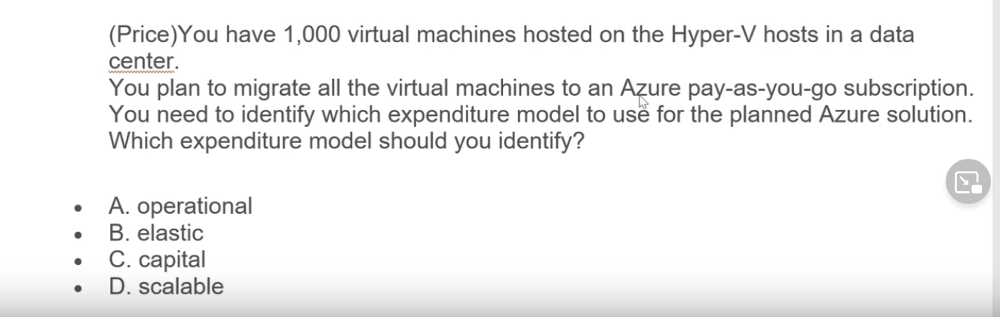 (Price)You have 1,000 virtual machines hosted on the Hyper-V hosts in a data
center.
You plan to migrate all the virtual machines to an Azure pay-as-you-go subscription.
You need to identify which expenditure model to use for the planned Azure solution.
Which expenditure model should you identify?
• A. operational
• B. elastic
• C. capital
• D. scalable